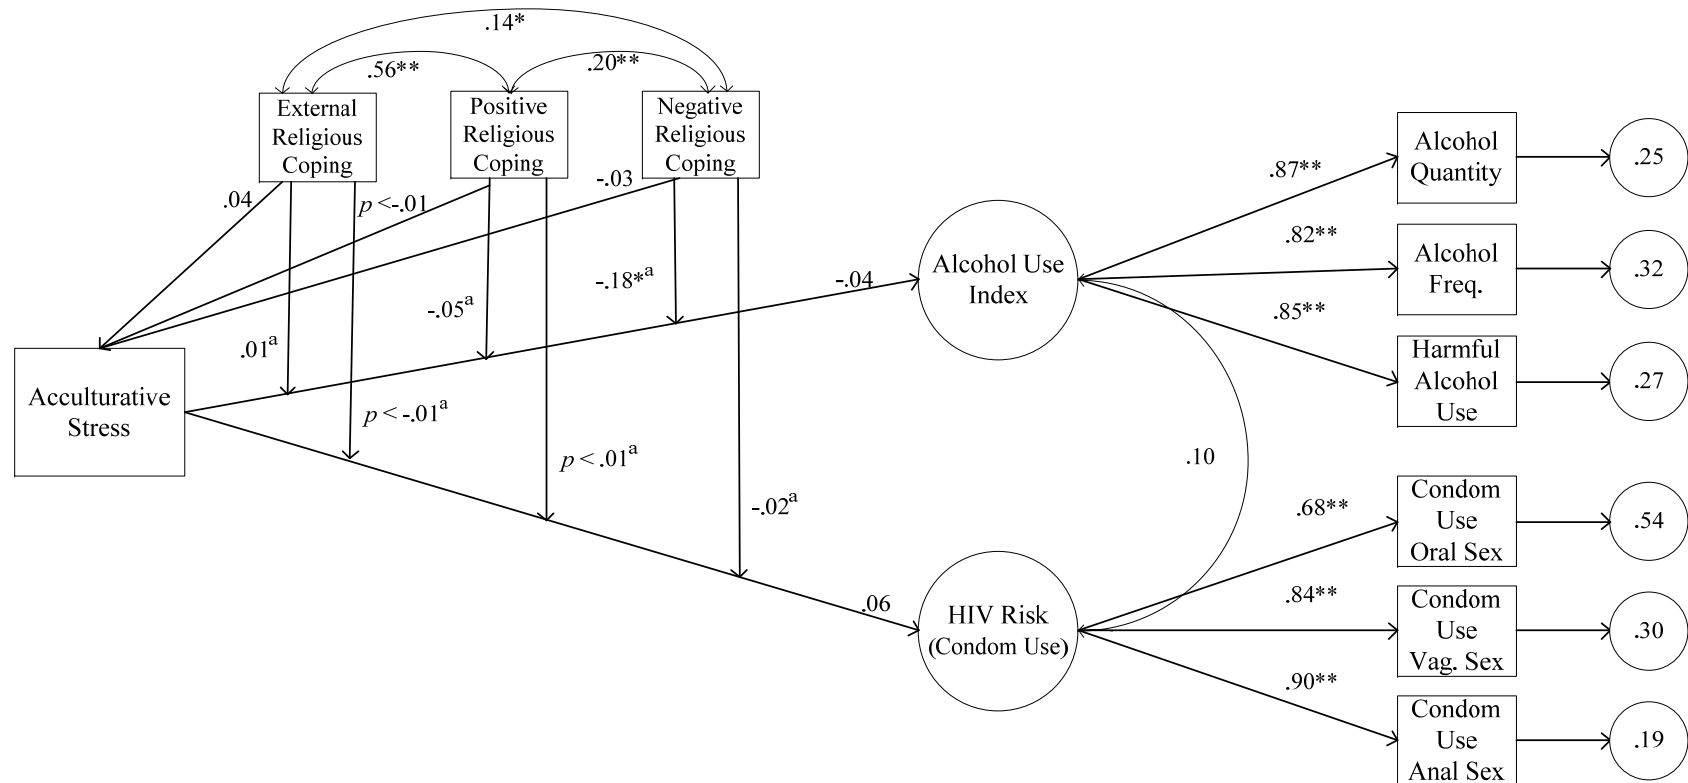 .14*
.56**
.20**
External
Religious
Coping
Positive
Religious
Coping
Negative
Religious
Coping
.04
p <-.01
-.03
.01a
p < -.01a
-.05a
p < .01a
-.18*a
-.02a
-.04
.06
Acculturative
Stress
Alcohol Use
Index
HIV Risk
(Condom Use)
.10
.87**
.82**
.85**
.68**
.84**
.90**
Alcohol
Quantity
.25
Alcohol
Freq.
.32
Harmful
Alcohol
Use
.27
Condom
Use
Oral Sex
.54
Condom
Use
Vag. Sex
.30
Condom
Use
Anal Sex
.19